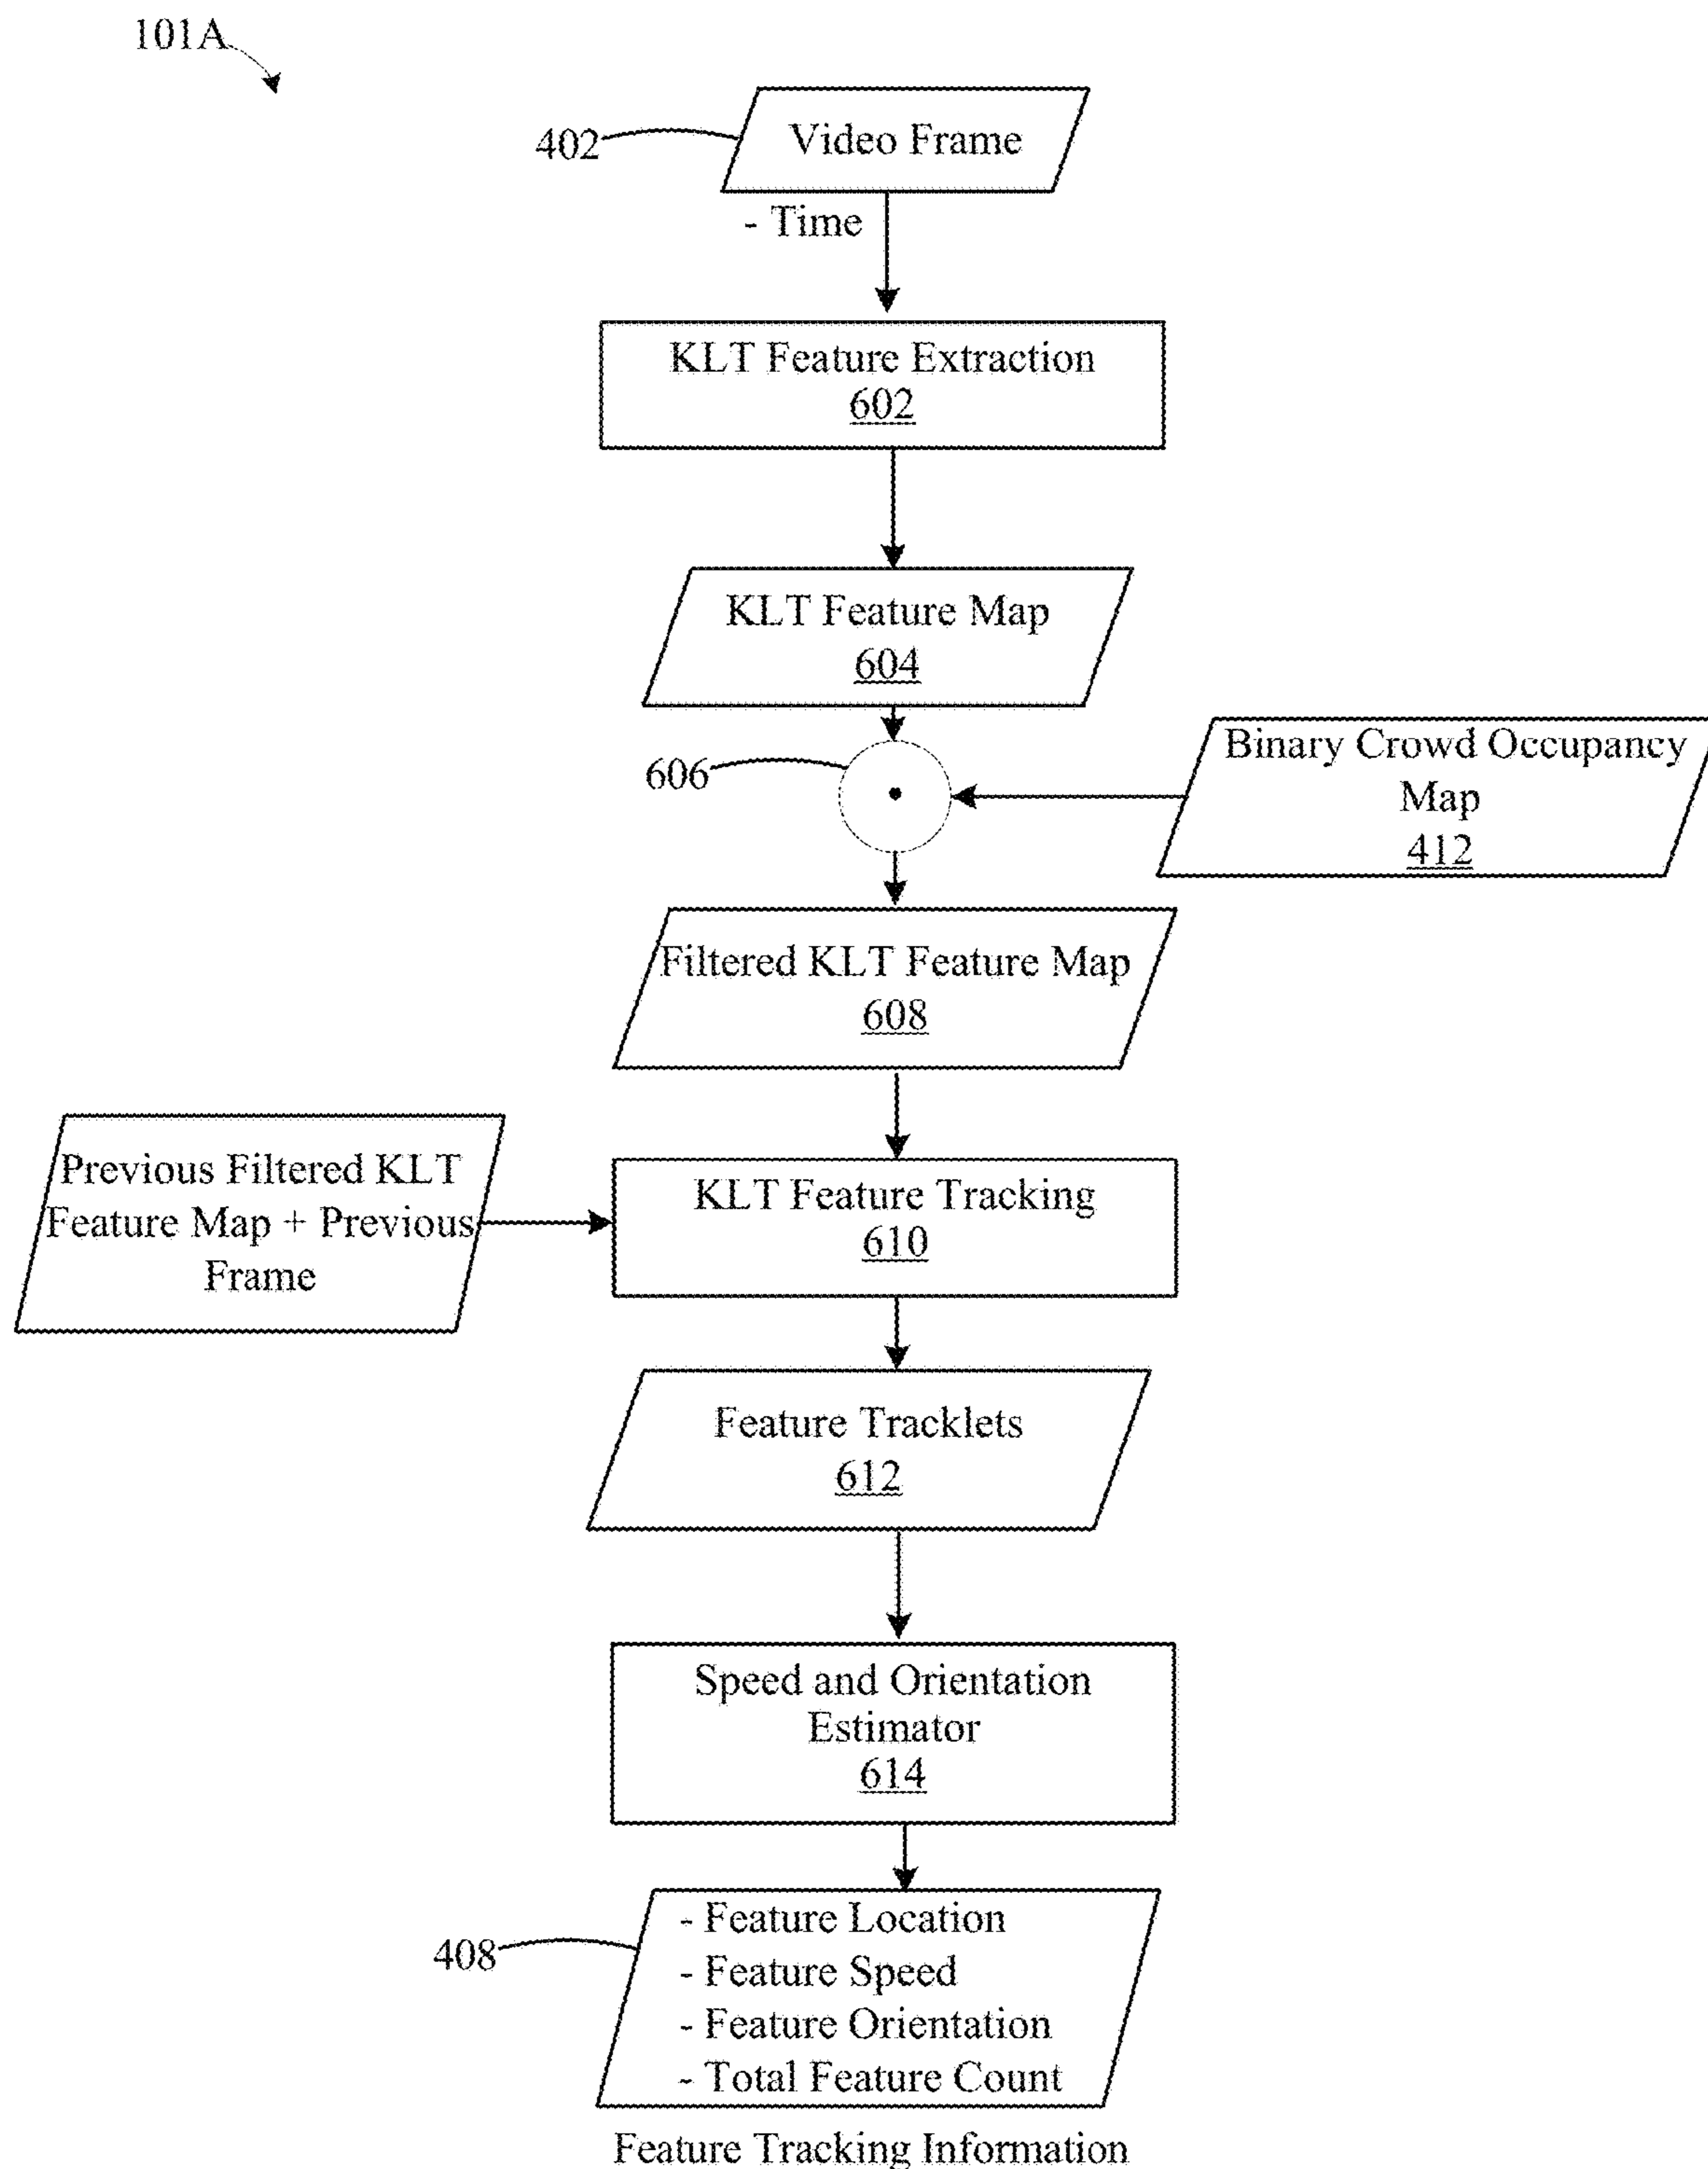 101A
402
Video Frame
- Time
KLT Feature Extraction
602
KLT Feature Map
604
606
Binary Crowd Occupancy
Map
412
Filtered KLT Feature Map
608
Previous Filtered KLT
Feature Map + Previous
Frame
KLT Feature Tracking
610
Feature Tracklets
612
Speed and Orientation
Estimator
614
408
- Feature Location
- Feature Speed
- Feature Orientation
- Total Feature Count
Feature Tracking Information